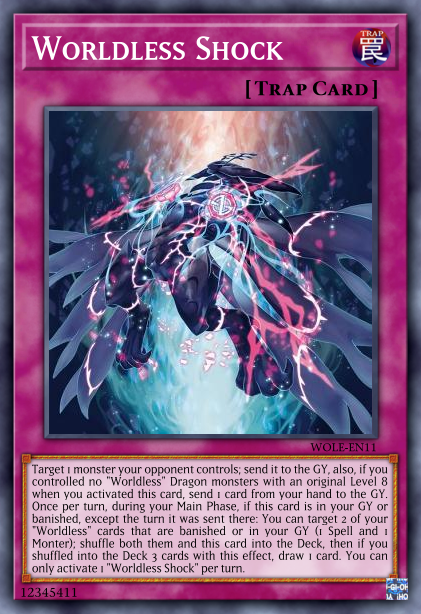 Worldless Shock
TRAP
罠
[Trap Card]
WOLE-EN11
Target 1 monster your opponent controls; send it to the GY, also, if you
controlled no "Worldless" Dragon monsters with an original Level 8
when you activated this card, send 1 card from your hand to the GY.
Once per turn, during your Main Phase, if this card is in your GY or
banished, except the turn it was sent there: You can target 2 of your
"Worldless" cards that are banished or in your GY (1 Spell and 1
Monter); shuffle both them and this card into the Deck, then if you
shuffled into the Deck 3 cards with this effect, draw 1 card. You can
only activate 1 "Worldless Shock" per turn.
12345411